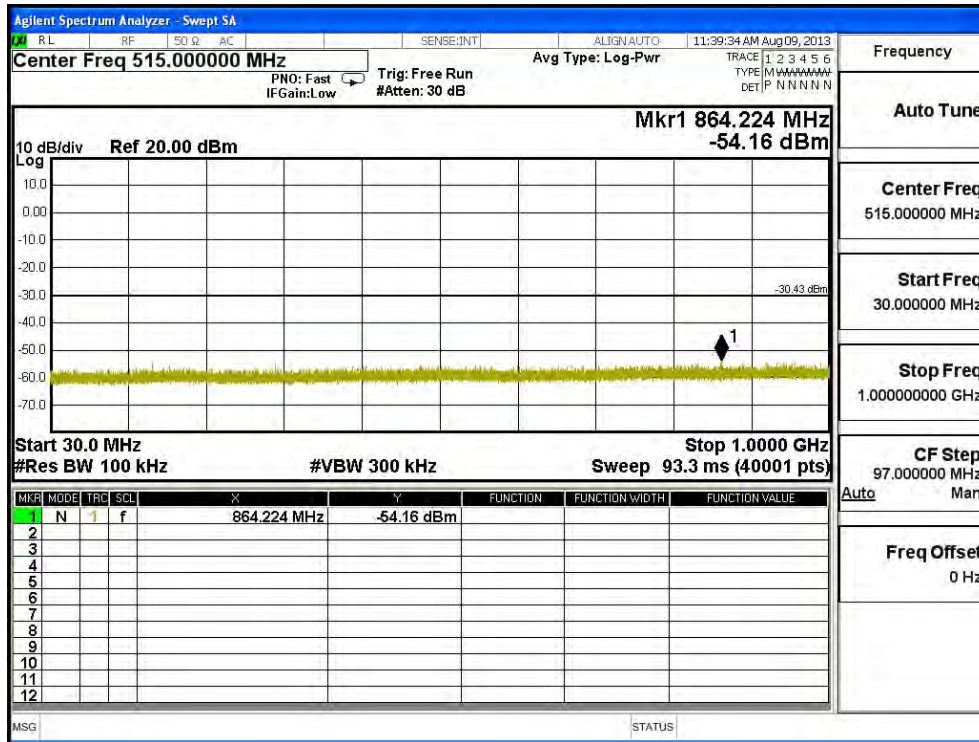 Agilent Spectrum Analyzer - Swept SA
RL RF 50 Ω AC SENSE:INT ALIGN AUTO 11:39:34 AM Aug 09, 2013
Center Freq 515.000000 MHz
PNO: Fast
IFGain:Low
Trig: Free Run
#Atten: 30 dB
Avg Type: Log-Pwr
TRACE 1 2 3 4 5 6
TYPE M
DET P N N N N N
Mkr1 864.224 MHz
-54.16 dBm
10 dB/div Ref 20.00 dBm
Log
10.0
0.00
-10.0
-20.0
-30.0
-30.43 dBm
-40.0
-50.0
1
-60.0
-70.0
Start 30.0 MHz Stop 1.0000 GHz
#Res BW 100 kHz #VBW 300 kHz Sweep 93.3 ms (40001 pts)
MKR MODE TRC SCL X Y FUNCTION FUNCTION WIDTH FUNCTION VALUE
1 N 1 f 864.224 MHz -54.16 dBm
2
3
4
5
6
7
8
9
10
11
12
MSG STATUS
Frequency
Auto Tune
Center Freq
515.000000 MHz
Start Freq
30.000000 MHz
Stop Freq
1.000000000 GHz
CF Step
97.000000 MHz
Auto Man
Freq Offset
0 Hz